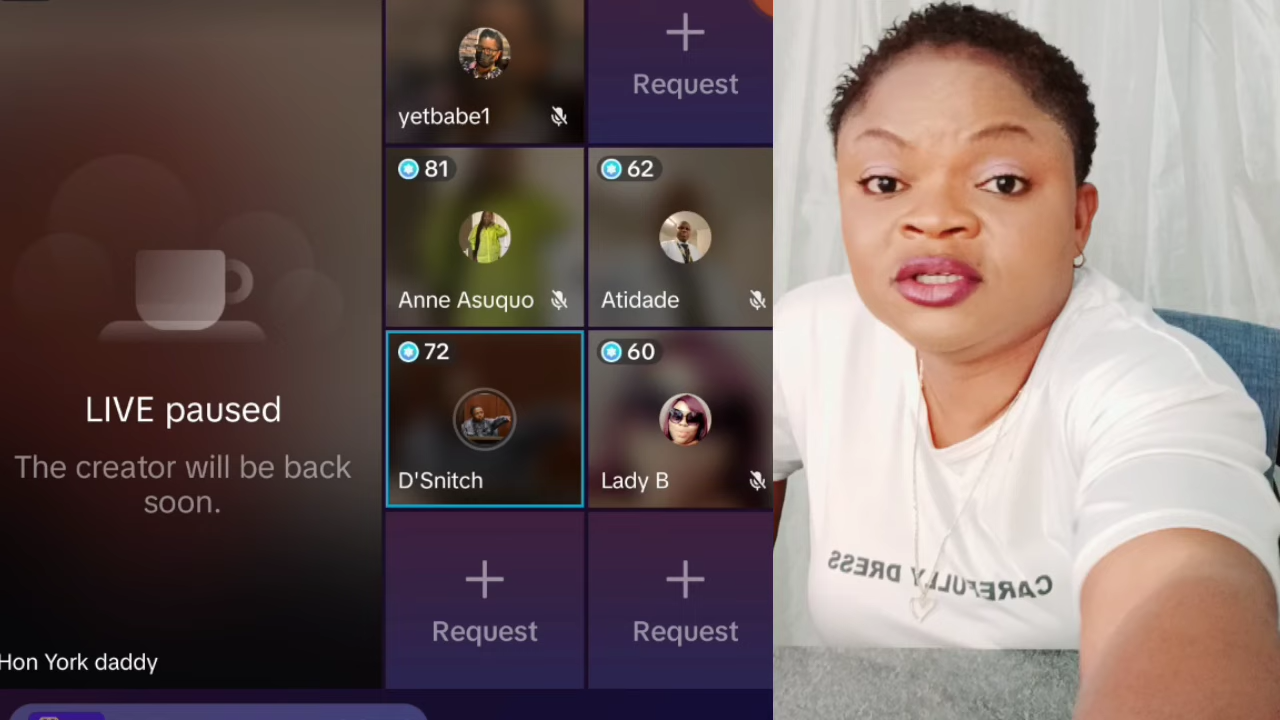 yetbabe1
Request
81
62
Anne Asuquo
Atidade
LIVE paused
The creator will be back
soon.
72
60
D'Snitch
Lady B
Request
Request
Hon York daddy
CAREFULLY DRESS